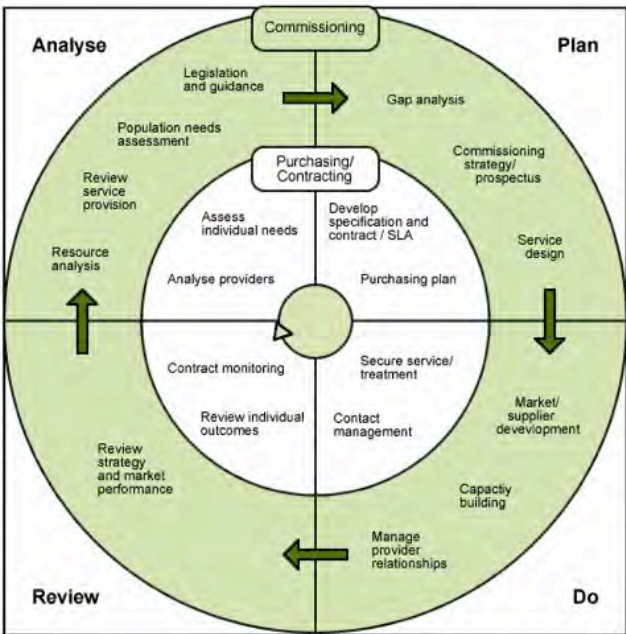 Analyse
Commissioning
Plan
Legislation
and guidance
Gap analysis
Population needs
assessment
Commissioning
strategy/
prospectus
Review
service
provision
Purchasing/
Contracting
Assess
individual needs
Develop
specification and
contract / SLA
Resource
analysis
Service
design
Analyse providers
Purchasing plan
Contract monitoring
Secure service/
treatment
Review individual
outcomes
Contact
management
Market/
supplier
devevlopment
Review
strategy
and market
performance
Capactiy
building
Manage
provider
relationships
Review
Do